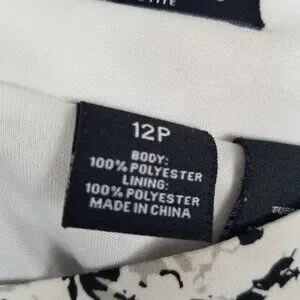 12P
BODY:
100% POLYESTER
LINING:
100% POLYESTER
MADE IN CHINA